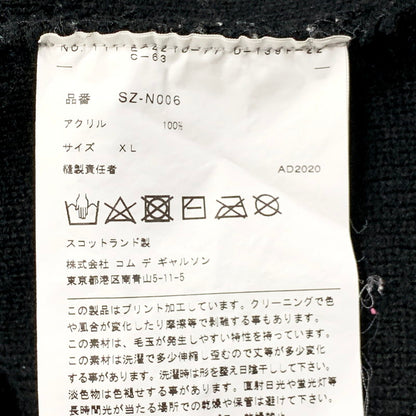 C-63
品番 SZ-N006
アクリル 100%
サイズ XL
縫製責任者 AD2020
スコットランド製
株式会社 コム デ ギャルソン
東京都港区南青山5-11-5
この製品はプリント加工しています。クリーニングで色
や風合が変化したり摩擦等で剥離する事も有ります。
この素材は、毛玉が発生しやすい特性を持っています。
この素材は洗濯で多少伸縮し歪むので丈等が多少変化
する事が有ります。洗濯時は形を整え日陰干しして下さい。
淡色物は色褪せする事が有ります。直射日光や蛍光灯等
長時間光が当たる場所での乾燥や保管は避けて下さい。